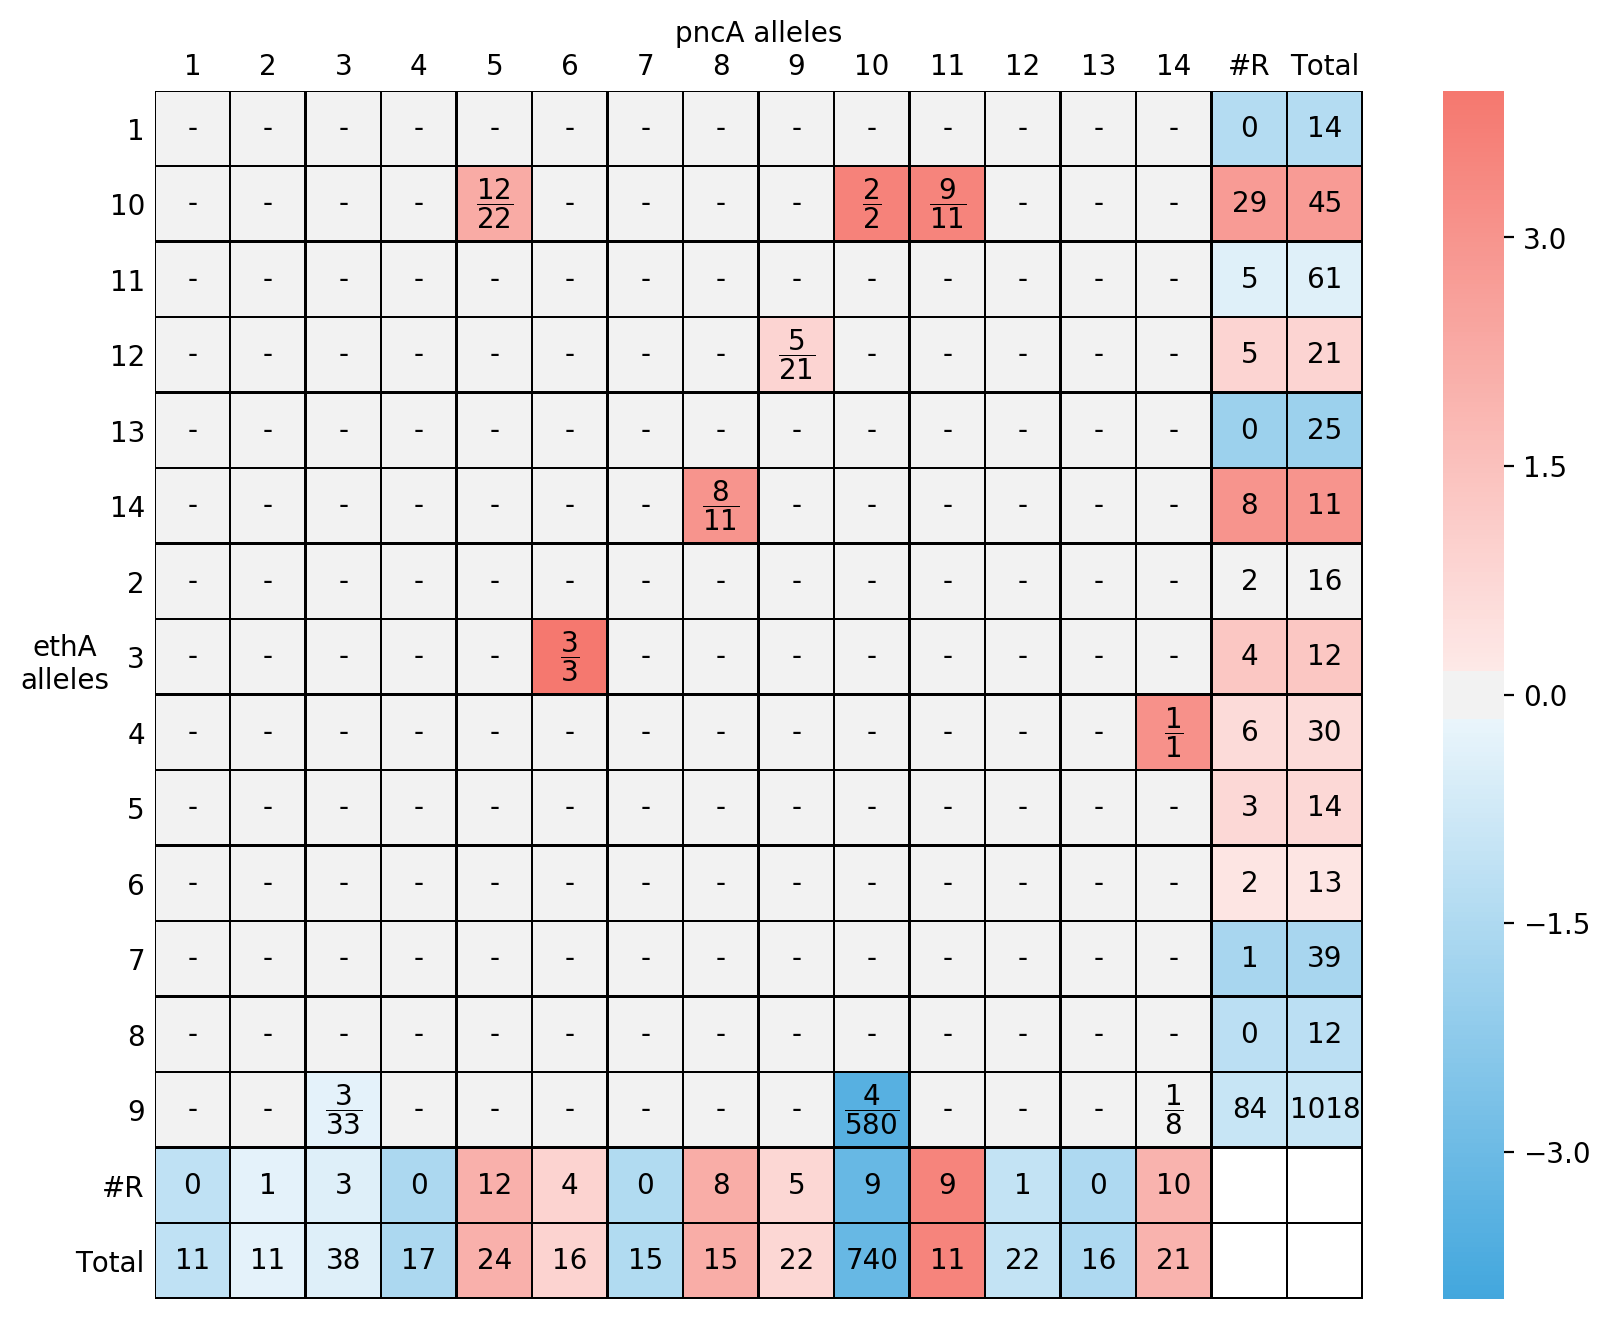 pncA alleles
1 2 3 4 5 6 7 8 9 10 11 12 13 14 #R Total
1 - - - - - - - - - - - - - - 0 14
10 - - - - 12/22 - - - - 2/2 9/11 - - - 29 45
11 - - - - - - - - - - - - - - 5 61
12 - - - - - - - - 5/21 - - - - - 5 21
13 - - - - - - - - - - - - - - 0 25
14 - - - - - - - 8/11 - - - - - - 8 11
2 - - - - - - - - - - - - - - 2 16
ethA
alleles
3 - - - - - 3/3 - - - - - - - - 4 12
4 - - - - - - - - - - - - - 1/1 6 30
5 - - - - - - - - - - - - - - 3 14
6 - - - - - - - - - - - - - - 2 13
7 - - - - - - - - - - - - - - 1 39
8 - - - - - - - - - - - - - - 0 12
9 - - 3/33 - - - - - - 4/580 - - - 1/8 84 1018
#R 0 1 3 0 12 4 0 8 5 9 9 1 0 10
Total 11 11 38 17 24 16 15 15 22 740 11 22 16 21
3.0
1.5
0.0
−1.5
−3.0